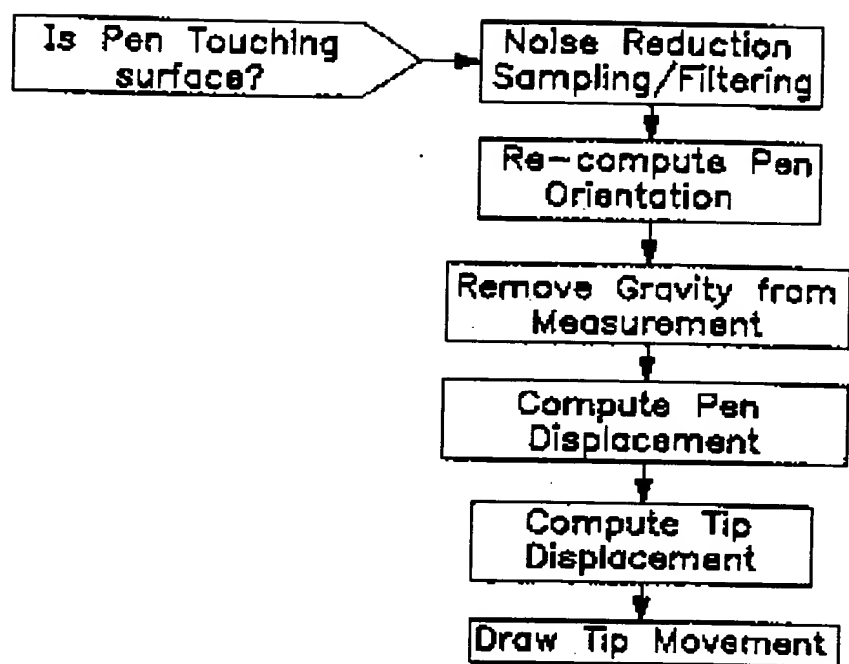 Is Pen Touching
surface?
Noise Reduction
Sampling/Filtering
Re-compute Pen
Orientation
Remove Gravity from
Measurement
Compute Pen
Displacement
Compute Tip
Displacement
Draw Tip Movement